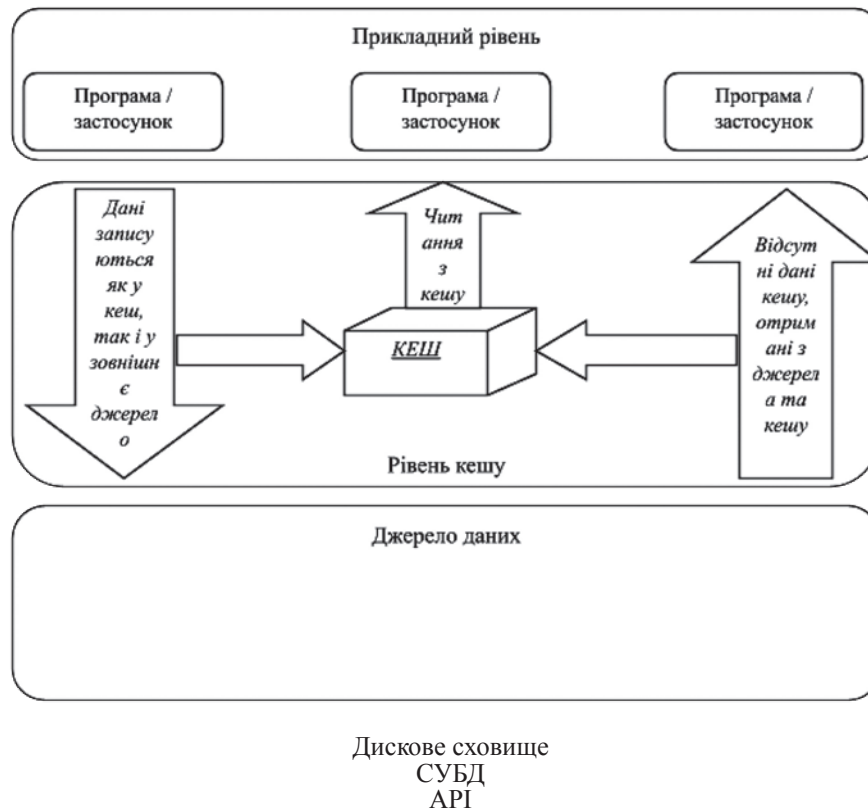 Прикладний рівень
Програма /
застосунок
Програма /
застосунок
Програма /
застосунок
Дані
запису
ються
як у
кеш,
так і у
зовнішн
є
джерел
о
Чит
ання
з
кешу
КЕШ
Відсут
ні дані
кешу,
отрим
ані з
джерел
а та
кешу
Рівень кешу
Джерело даних
Дискове сховище
СУБД
API